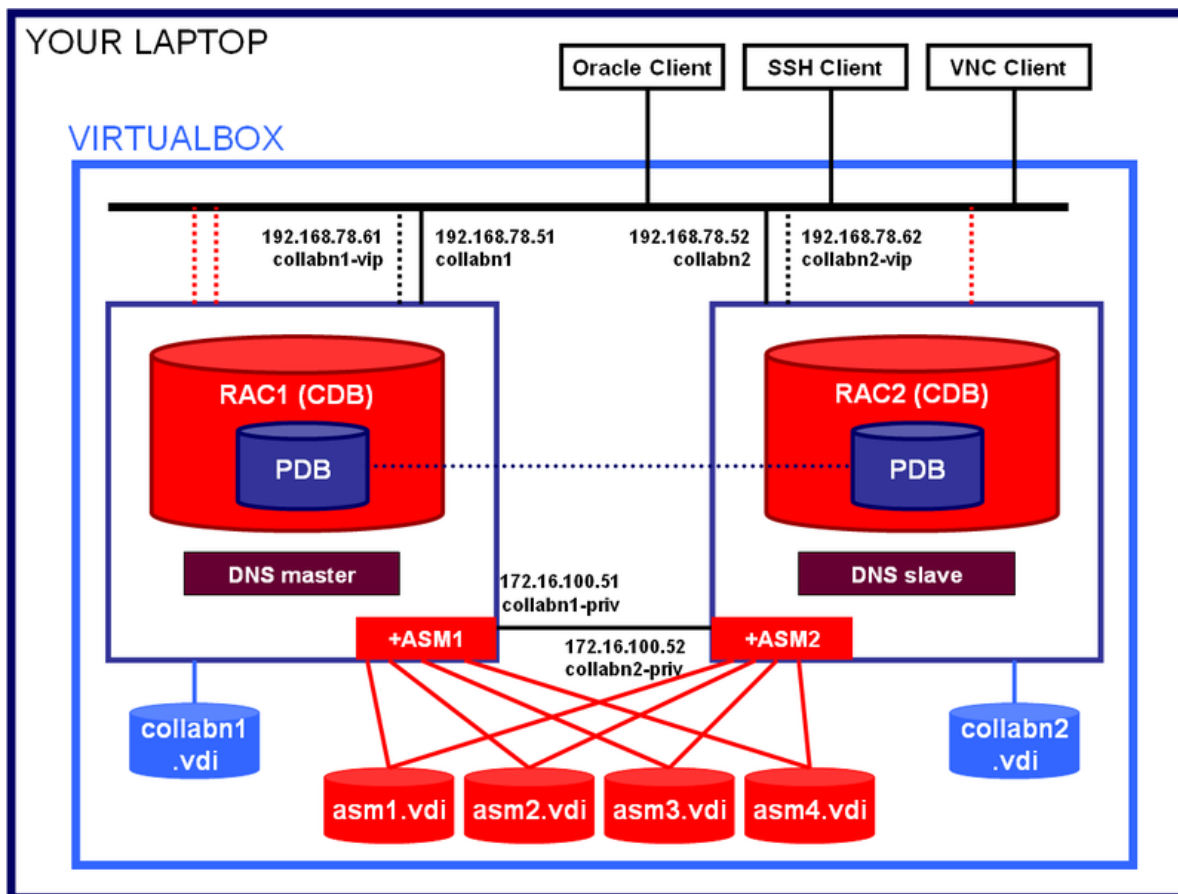 YOUR LAPTOP
Oracle Client
SSH Client
VNC Client
VIRTUALBOX
192.168.78.61
collabn1-vip
192.168.78.51
collabn1
192.168.78.52
collabn2
192.168.78.62
collabn2-vip
RAC1 (CDB)
PDB
RAC2 (CDB)
PDB
DNS master
DNS slave
172.16.100.51
collabn1-priv
+ASM1
+ASM2
172.16.100.52
collabn2-priv
collabn1
.vdi
collabn2
.vdi
asm1.vdi
asm2.vdi
asm3.vdi
asm4.vdi